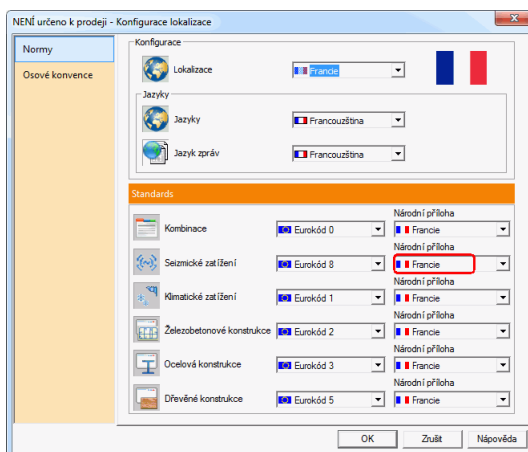 NENÍ určeno k prodeji - Konfigurace lokalizace
Normy
Osové konvence
Konfigurace
Lokalizace
Francie
Jazyky
Jazyky
Francouzština
Jazyk zpráv
Francouzština
Standards
Národní příloha
Kombinace
Eurokód 0
Francie
Národní příloha
Seizmické zatížení
Eurokód 8
Francie
Národní příloha
Klimatické zatížení
Eurokód 1
Francie
Národní příloha
Železobetonové konstrukce
Eurokód 2
Francie
Národní příloha
Ocelová konstrukce
Eurokód 3
Francie
Národní příloha
Dřevěné konstrukce
Eurokód 5
Francie
OK
Zrušit
Nápověda